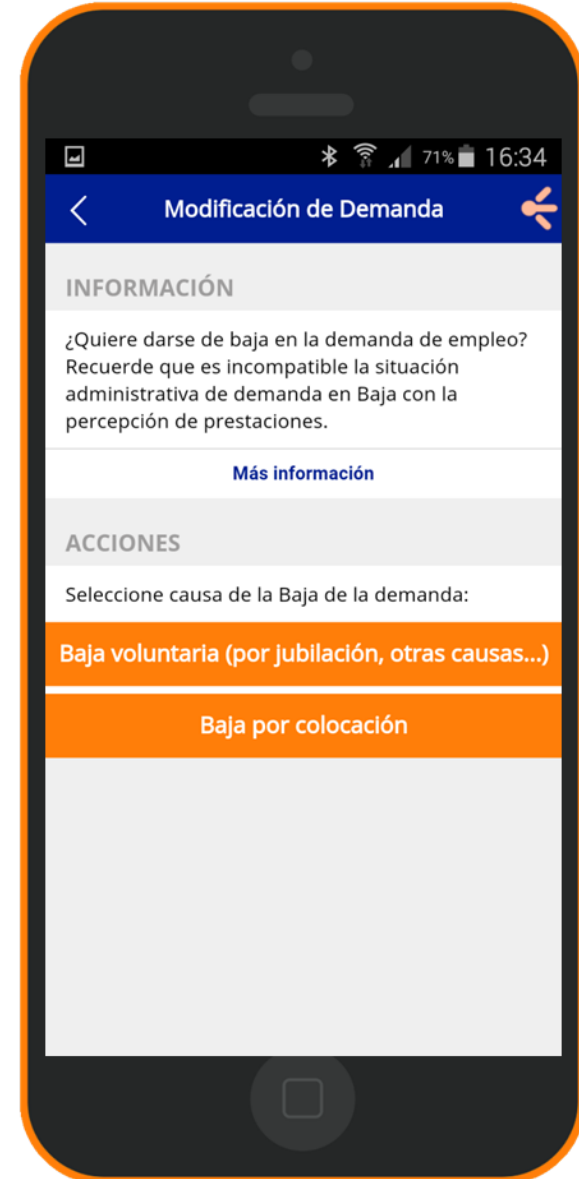 71% 16:34
Modificación de Demanda
INFORMACIÓN
¿Quiere darse de baja en la demanda de empleo?
Recuerde que es incompatible la situación
administrativa de demanda en Baja con la
percepción de prestaciones.
Más información
ACCIONES
Seleccione causa de la Baja de la demanda:
Baja voluntaria (por jubilación, otras causas...)
Baja por colocación